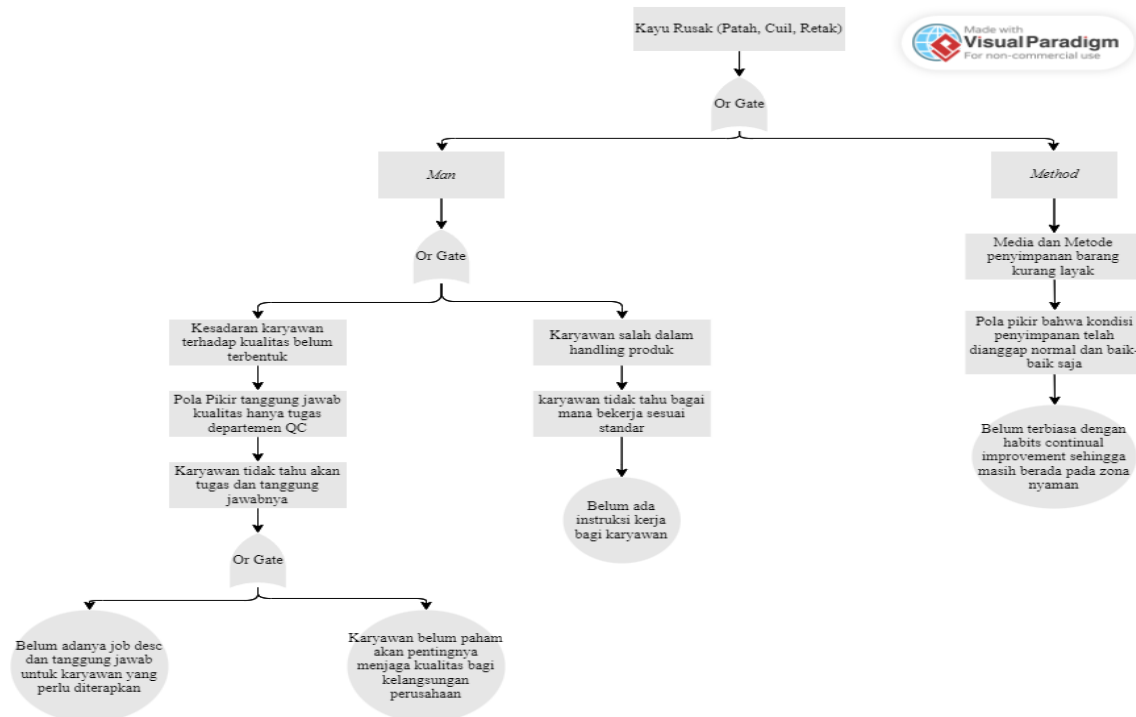 Kayu Rusak (Patah, Cuil, Retak)
Made with
Visual Paradigm
For non-commercial use
Or Gate
Man
Method
Or Gate
Media dan Metode
penyimpanan barang
kurang layak
Kesadaran karyawan
terhadap kualitas belum
terbentuk
Karyawan salah dalam
handling produk
Pola pikir bahwa kondisi
penyimpanan telah
dianggap normal dan baik-
baik saja
Pola Pikir tanggung jawab
kualitas hanya tugas
departemen QC
karyawan tidak tahu bagai
mana bekerja sesuai
standar
Belum terbiasa dengan
habits continual
improvement sehingga
masih berada pada zona
nyaman
Karyawan tidak tahu akan
tugas dan tanggung
jawabnya
Belum ada
instruksi kerja
bagi karyawan
Or Gate
Belum adanya job desc
dan tanggung jawab
untuk karyawan yang
perlu diterapkan
Karyawan belum paham
akan pentingnya
menjaga kualitas bagi
kelangsungan
perusahaan